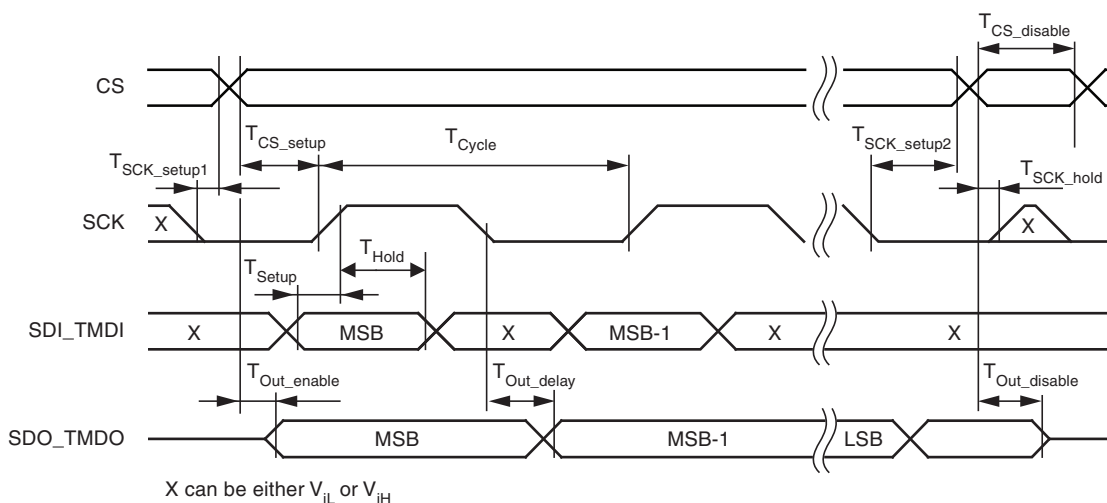 T_CS_disable
CS
T_CS_setup
T_Cycle
T_SCK_setup2
T_SCK_setup1
T_SCK_hold
SCK
X
X
T_Hold
T_Setup
SDI_TMDI
X
MSB
X
MSB-1
X
X
T_Out_enable
T_Out_delay
T_Out_disable
SDO_TMDO
MSB
MSB-1
LSB
X can be either V_iL or V_iH